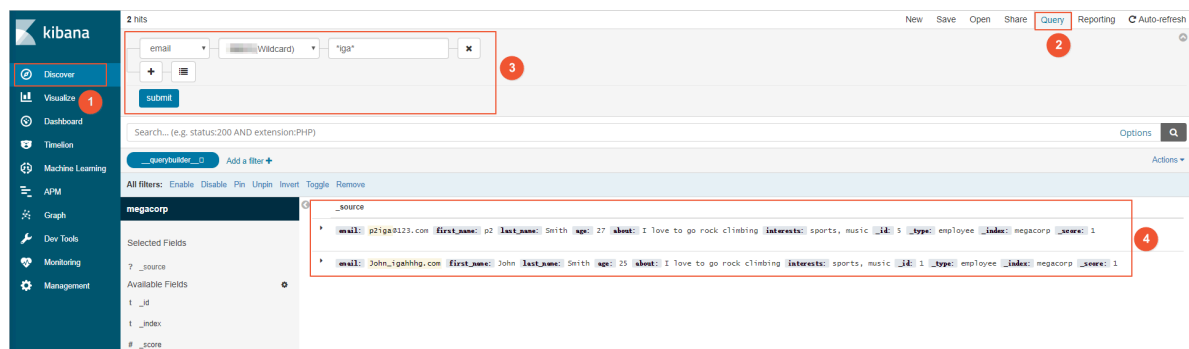 kibana
Discover
1
Visualize
Dashboard
Timelion
Machine Learning
APM
Graph
Dev Tools
Monitoring
Management
2 hits
New Save Open Share Query Reporting Auto-refresh
2
email Wildcard) *iga*
3
submit
Search... (e.g. status:200 AND extension:PHP) Options
__querybuilder__ Add a filter Actions
All filters: Enable Disable Pin Unpin Invert Toggle Remove
megacorp
Selected Fields
? _source
Available Fields
t _id
t _index
# _score
_source
email: p2iga@123.com first_name: p2 last_name: Smith age: 27 about: I love to go rock climbing interests: sports, music _id: 5 _type: employee _index: megacorp _score: 1
4
email: John_igahhhg.com first_name: John last_name: Smith age: 25 about: I love to go rock climbing interests: sports, music _id: 1 _type: employee _index: megacorp _score: 1